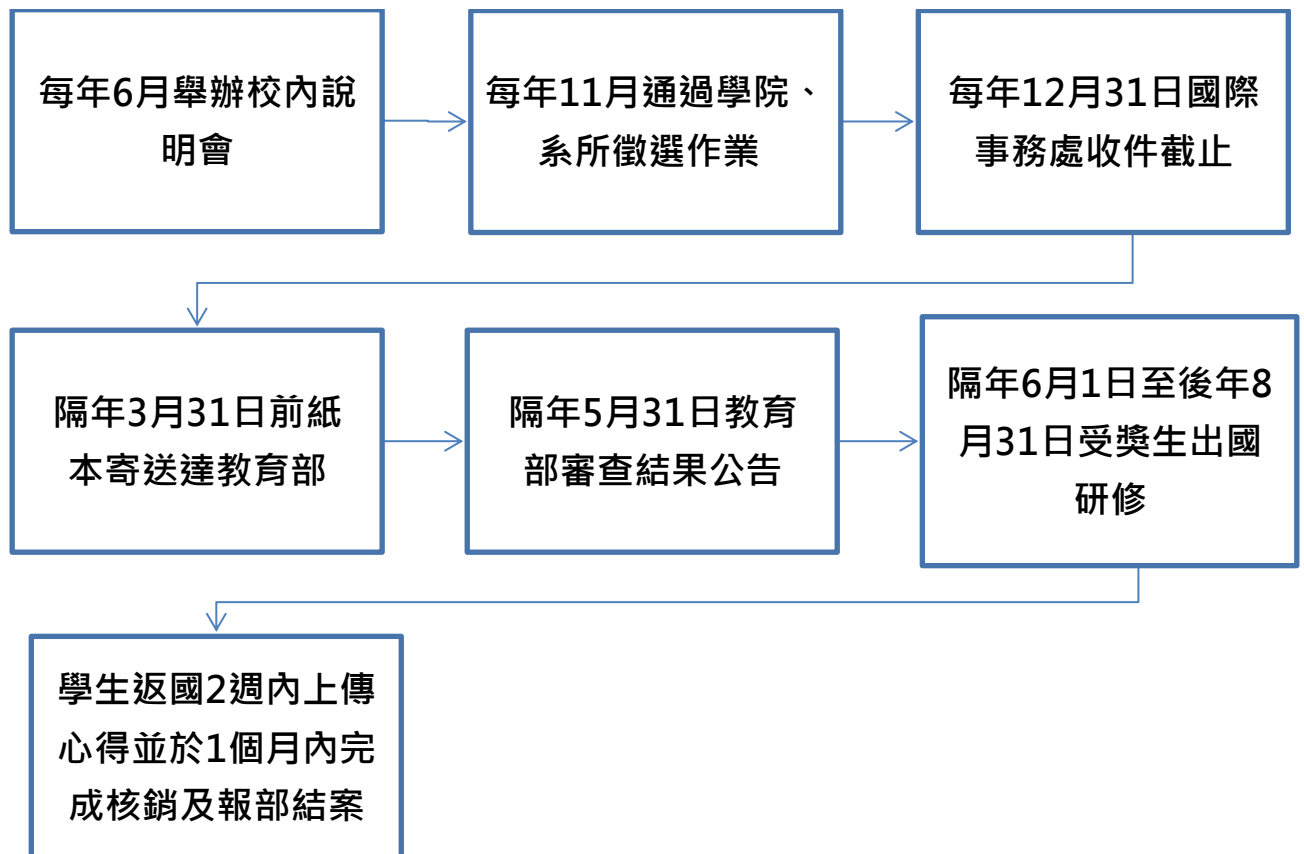 每年6月舉辦校內說
明會
每年11月通過學院、
系所徵選作業
每年12月31日國際
事務處收件截止
隔年3月31日前紙
本寄送達教育部
隔年5月31日教育
部審查結果公告
隔年6月1日至後年8
月31日受獎生出國
研修
學生返國2週內上傳
心得並於1個月內完
成核銷及報部結案